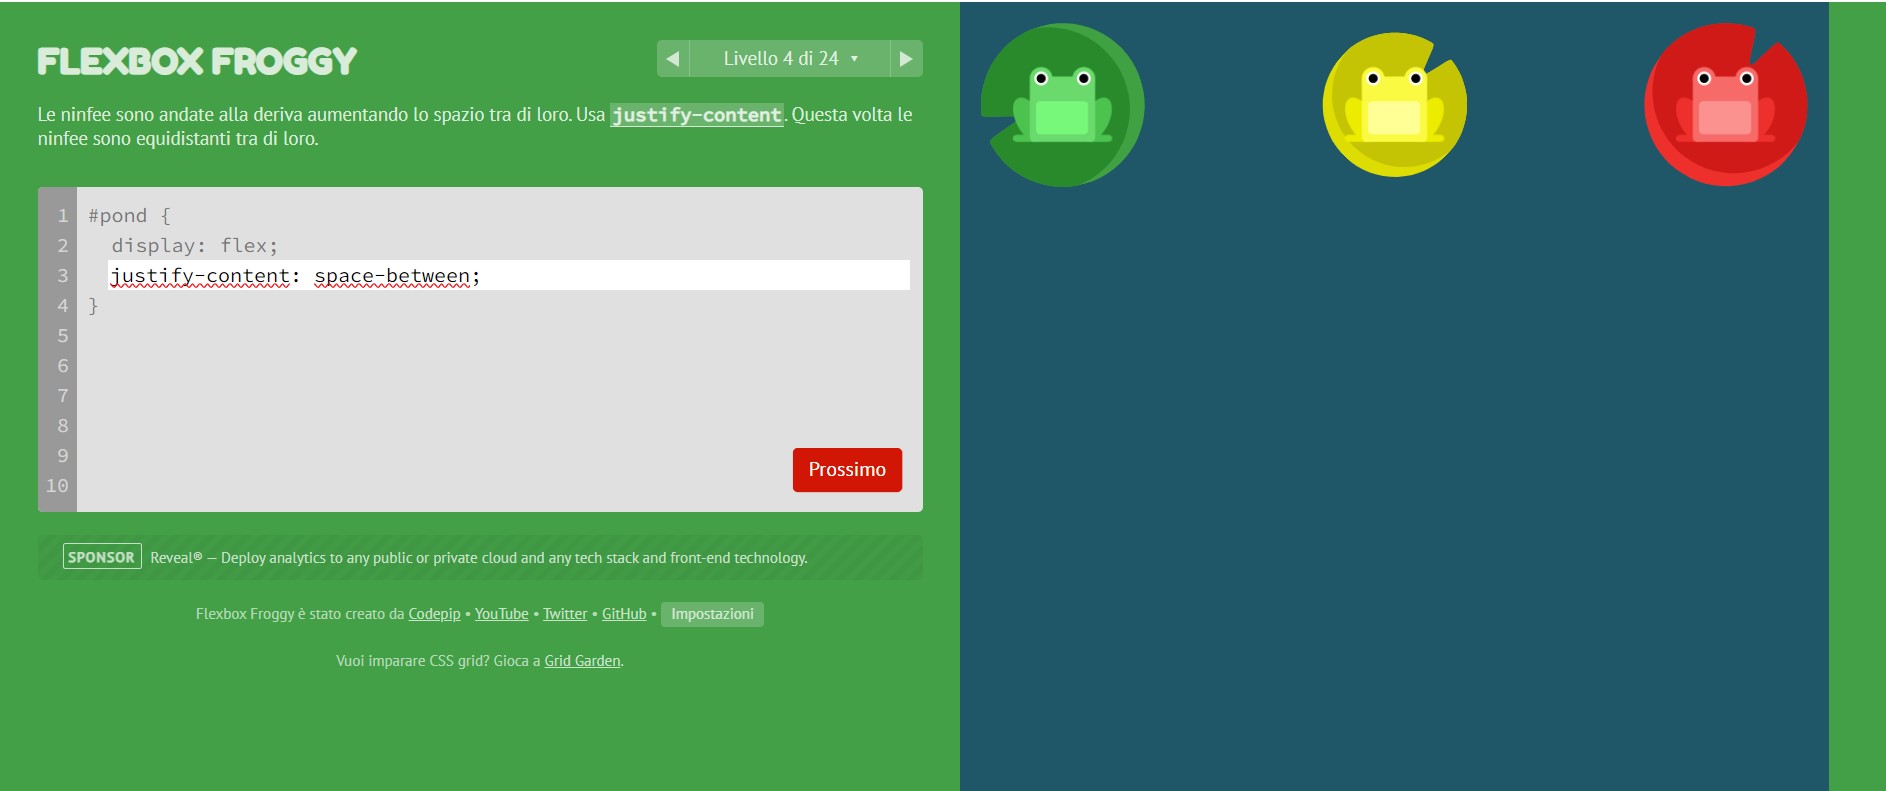 FLEXBOX FROGGY
Livello 4 di 24
Le ninfee sono andate alla deriva aumentando lo spazio tra di loro. Usa justify-content. Questa volta le
ninfee sono equidistanti tra di loro.
1 #pond {
2 display: flex;
3 justify-content: space-between;
4 }
5
6
7
8
9
10
Prossimo
SPONSOR Reveal® — Deploy analytics to any public or private cloud and any tech stack and front-end technology.
Flexbox Froggy è stato creato da Codepip • YouTube • Twitter • GitHub • Impostazioni
Vuoi imparare CSS grid? Gioca a Grid Garden.